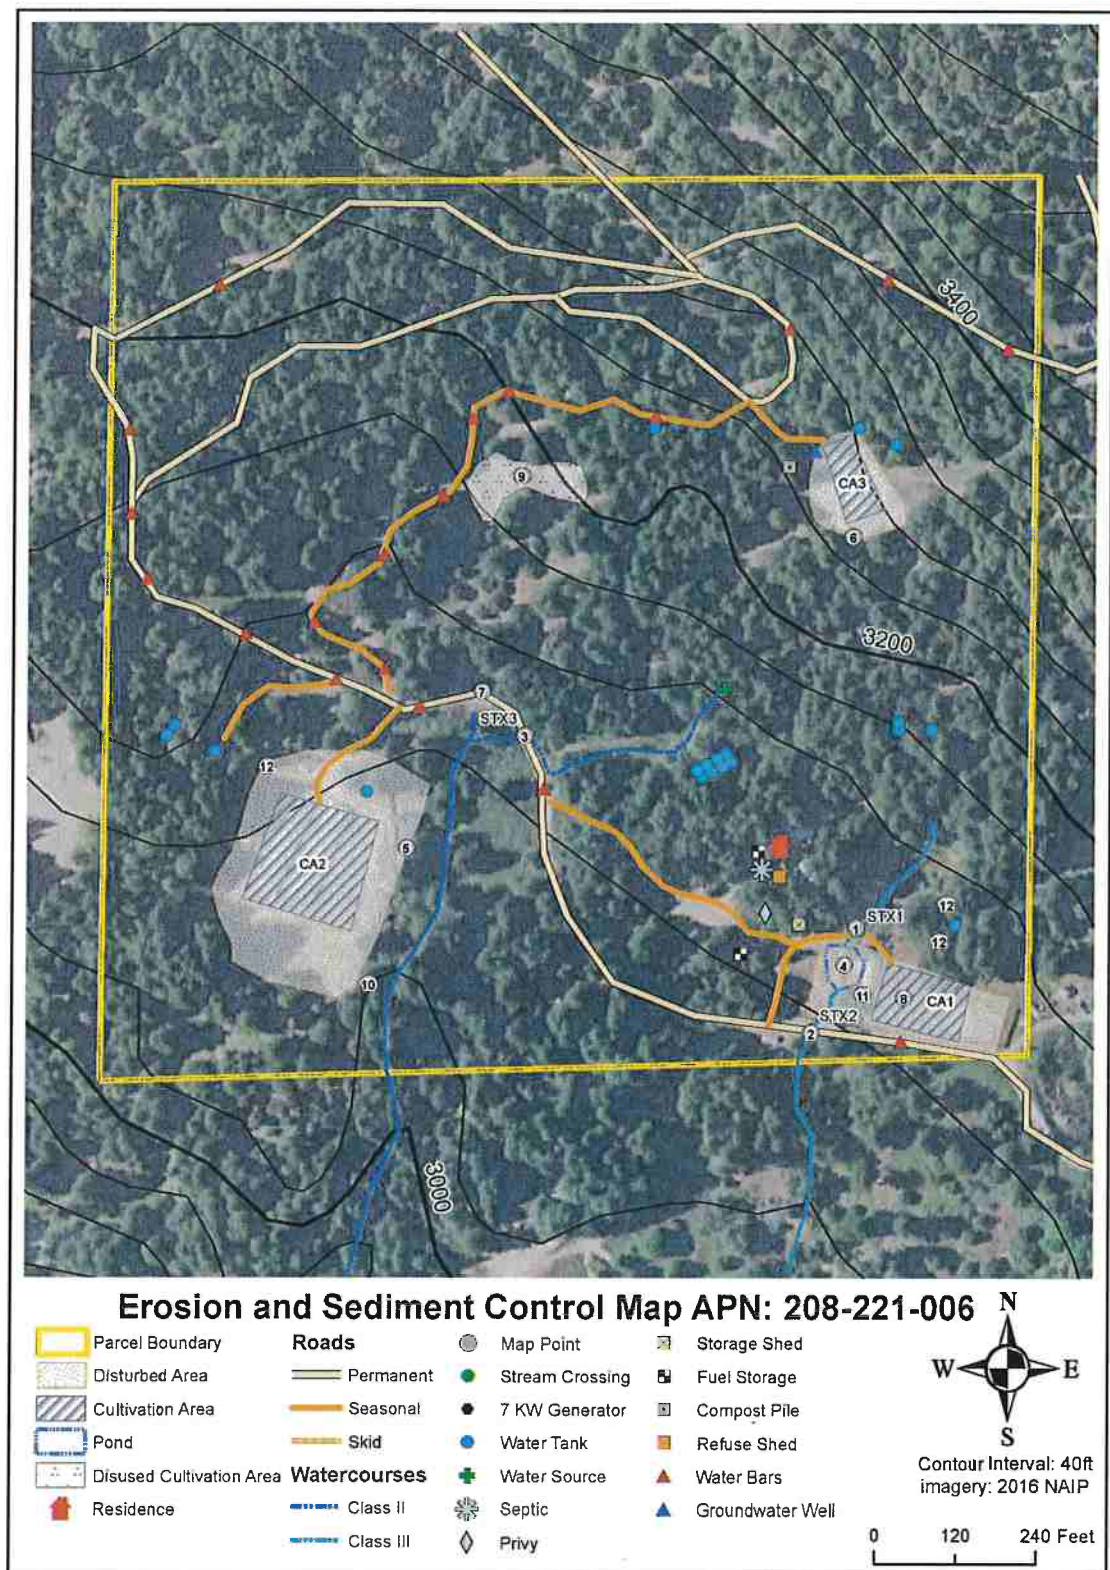 3400
9
CA3
6
3200
7
STX3
3
12
5
CA2
12
STX1
1
12
4
11
8
CA1
10
STX2
2
3000
Erosion and Sediment Control Map APN: 208-221-006
N
W
E
S
Parcel Boundary
Disturbed Area
Cultivation Area
Pond
Disused Cultivation Area
Residence
Roads
Permanent
Seasonal
Skid
Watercourses
Class II
Class III
Map Point
Stream Crossing
7 KW Generator
Water Tank
Water Source
Septic
Privy
Storage Shed
Fuel Storage
Compost Pile
Refuse Shed
Water Bars
Groundwater Well
Contour Interval: 40ft
imagery: 2016 NAIP
0 120 240 Feet